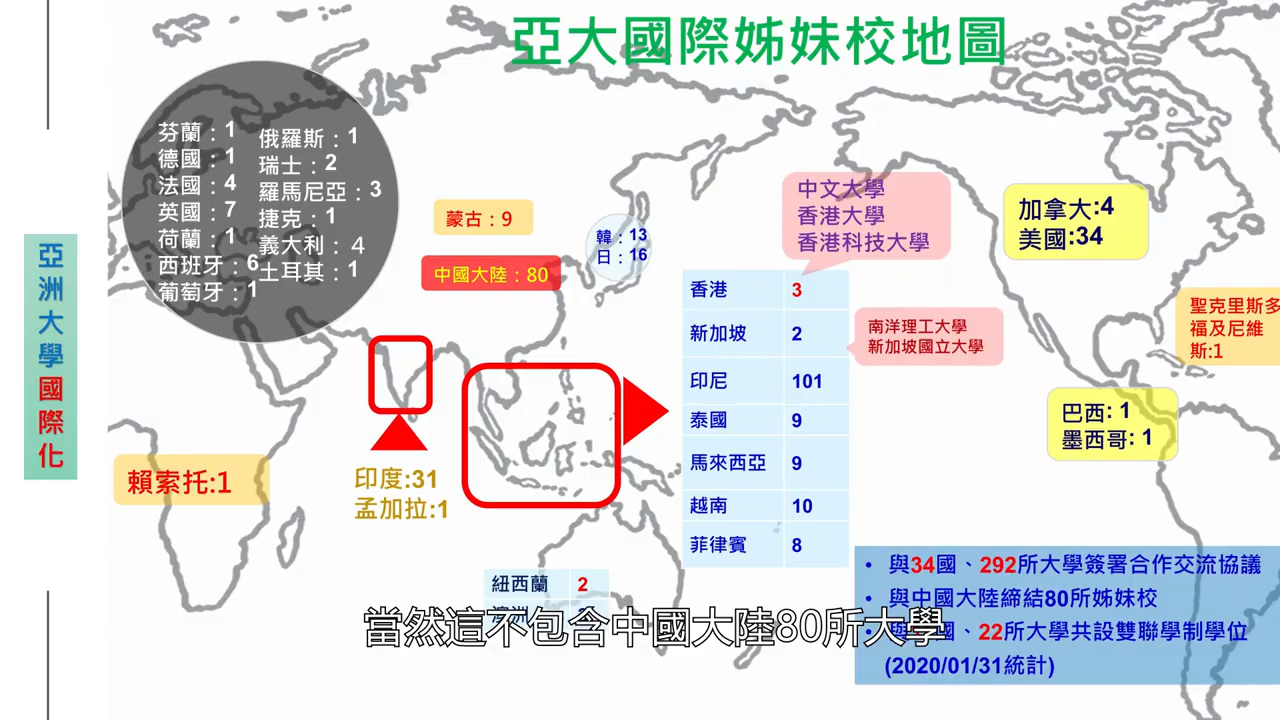 亞大國際姊妹校地圖
亞洲大學國際化
芬蘭：1
德國：1
法國：4
英國：7
荷蘭：1
西班牙：6
葡萄牙：1
俄羅斯：1
瑞士：2
羅馬尼亞：3
捷克：1
義大利：4
土耳其：1
蒙古：9
中國大陸：80
韓：13
日：16
中文大學
香港大學
香港科技大學
加拿大:4
美國:34
香港 3
新加坡 2
印尼 101
泰國 9
馬來西亞 9
越南 10
菲律賓 8
南洋理工大學
新加坡國立大學
聖克里斯多
福及尼維
斯:1
巴西: 1
墨西哥: 1
賴索托:1
印度:31
孟加拉:1
紐西蘭 2
• 與34國、292所大學簽署合作交流協議
• 與中國大陸締結80所姊妹校
國、22所大學共設雙聯學制學位
(2020/01/31統計)
當然這不包含中國大陸80所大學